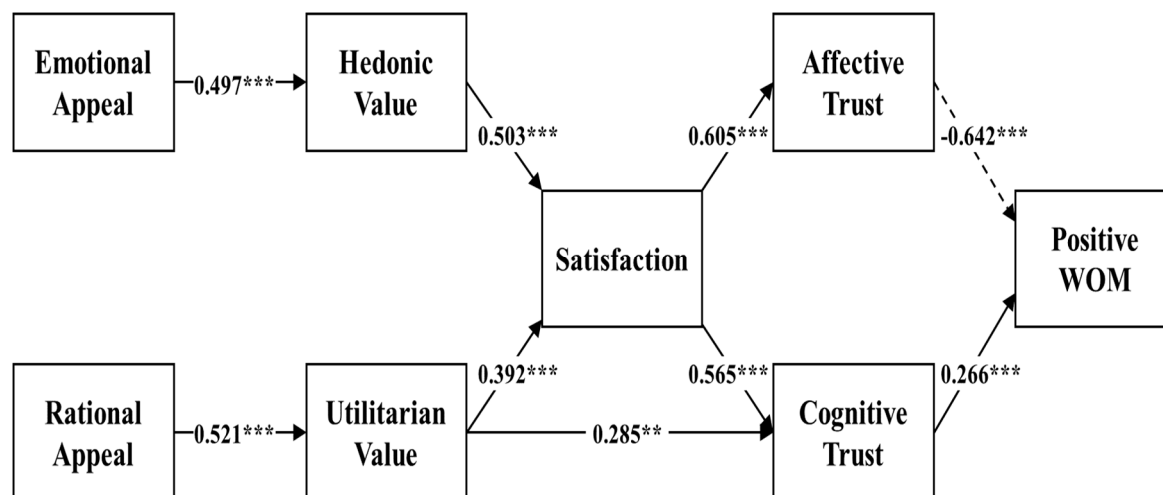 Emotional
Appeal
0.497***
Hedonic
Value
0.503***
0.605***
Affective
Trust
-0.642***
Satisfaction
Positive
WOM
Rational
Appeal
0.521***
Utilitarian
Value
0.392***
0.285**
0.565***
Cognitive
Trust
0.266***